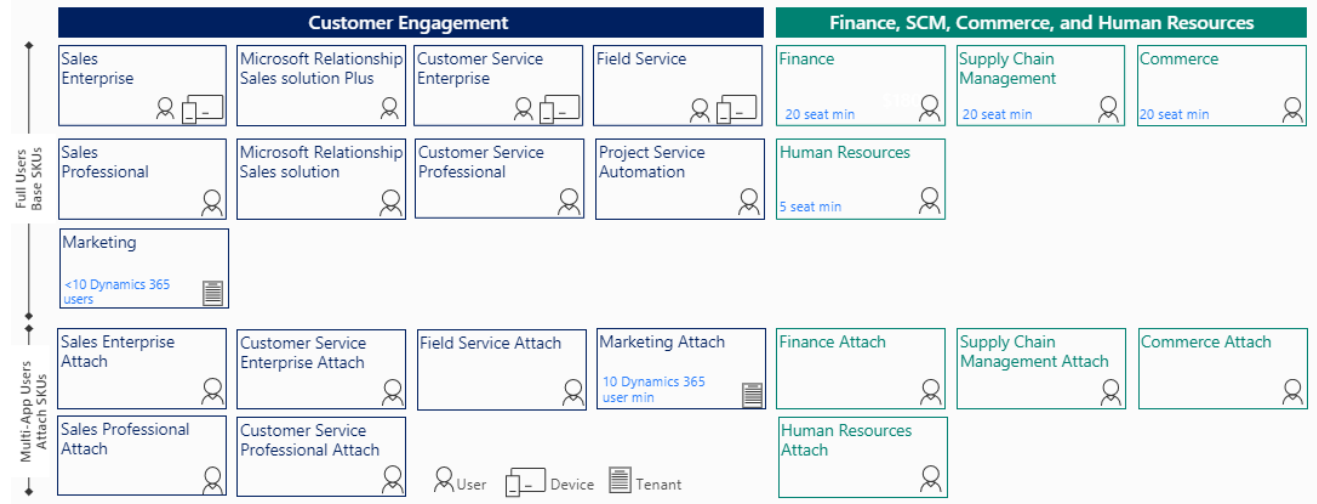 Customer Engagement
Finance, SCM, Commerce, and Human Resources
Full Users
Base SKUs
Sales
Enterprise
Microsoft Relationship
Sales solution Plus
Customer Service
Enterprise
Field Service
Finance
20 seat min
Supply Chain
Management
20 seat min
Commerce
20 seat min
Sales
Professional
Microsoft Relationship
Sales solution
Customer Service
Professional
Project Service
Automation
Human Resources
5 seat min
Marketing
<10 Dynamics 365
users
Multi-App Users
Attach SKUs
Sales Enterprise
Attach
Customer Service
Enterprise Attach
Field Service Attach
Marketing Attach
10 Dynamics 365
user min
Finance Attach
Supply Chain
Management Attach
Commerce Attach
Sales Professional
Attach
Customer Service
Professional Attach
Human Resources
Attach
User
Device
Tenant